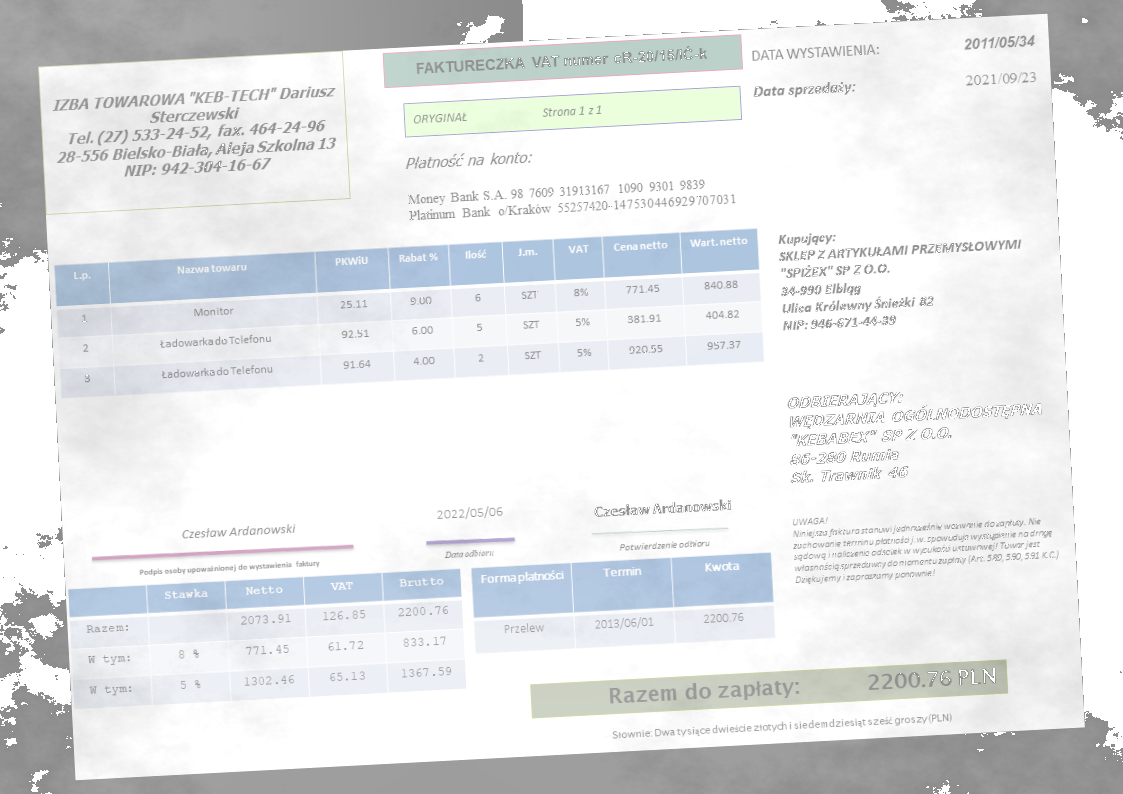 IZBA TOWAROWA "KEB-TECH" Dariusz
Sterczewski
Tel. (27) 533-24-52, fax. 464-24-96
28-556 Bielsko-Biała, Aleja Szkolna 13
NIP: 942-304-16-67
FAKTURECZKA VAT numer
ORYGINAŁ Strona 1 z 1
DATA WYSTAWIENIA: 2011/05/34
Data sprzedaży: 2021/09/23
Płatność na konto:
Money Bank S.A. 98 7609 31913167 1090 9301 9839
Platinum Bank o/Kraków 55257420-147530446929707031
Kupujący:
SKLEP Z ARTYKUŁAMI PRZEMYSŁOWYMI
"SPIŻEX" SP Z O.O.
34-990 Elbląg
Ulica Królewny Śnieżki 82
NIP: 946-671-44-39
L.p. Nazwa towaru PKWiU Rabat % Ilość J.m. VAT Cena netto Wart. netto
1 Monitor 25.11 9.00 6 SZT 8% 771.45 840.88
2 Ładowarka do Telefonu 92.51 6.00 5 SZT 5% 381.91 404.82
3 Ładowarka do Telefonu 91.64 4.00 2 SZT 5% 920.55 957.37
ODBIERAJĄCY:
WĘDZARNIA OGÓLNODOSTĘPNA
"KEBABEX" SP Z O.O.
86-280 Rumia
Sk. Trawnik 46
Czesław Ardanowski
Podpis osoby upoważnionej do wystawienia faktury
2022/05/06
Data odbioru
Czesław Ardanowski
Potwierdzenie odbioru
UWAGA!
Niniejsza faktura stanowi jednocześnie wezwanie do zapłaty. Nie
zachowanie terminu płatności j.w. spowoduje wystąpienie na drogę
sądową i naliczenie odsetek w wysokości ustawowej! Towar jest
własnością sprzedawcy do momentu zapłaty (Art. 589, 590, 591 K.C.)
Dziękujemy i zapraszamy ponownie!
Stawka Netto VAT Brutto
Razem: 2073.91 126.85 2200.76
W tym: 8 % 771.45 61.72 833.17
W tym: 5 % 1302.46 65.13 1367.59
Forma płatności Termin Kwota
Przelew 2013/06/01 2200.76
Razem do zapłaty: 2200.76 PLN
Słownie: Dwa tysiące dwieście złotych i siedemdziesiąt sześć groszy(PLN)